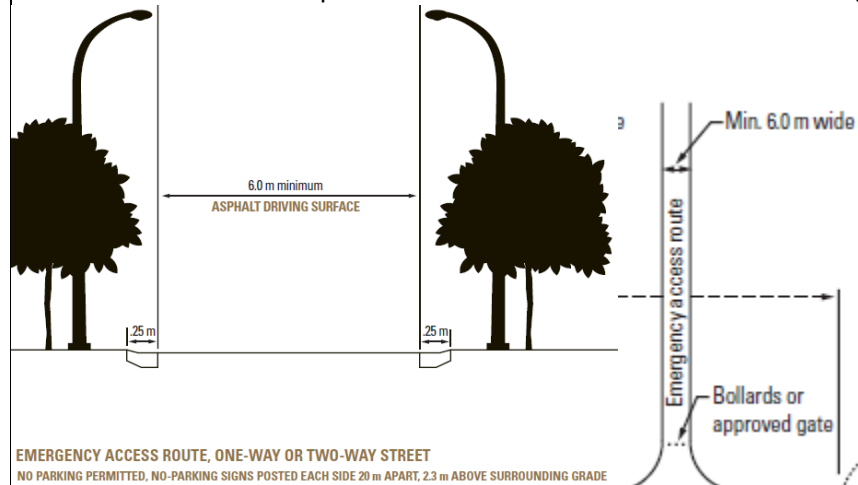 6.0 m minimum
ASPHALT DRIVING SURFACE
.25 m
.25 m
EMERGENCY ACCESS ROUTE, ONE-WAY OR TWO-WAY STREET
NO PARKING PERMITTED, NO-PARKING SIGNS POSTED EACH SIDE 20 m APART, 2.3 m ABOVE SURROUNDING GRADE
Min. 6.0 m wide
Emergency access route
Bollards or
approved gate